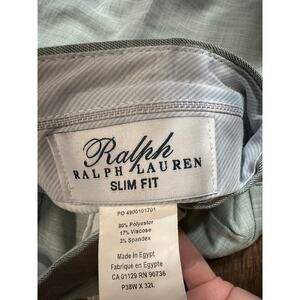 Ralph
RALPH LAUREN
SLIM FIT
PO 4900101701
80% Polyester
17% Viscose
3% Spandex
Made in Egypt
Fabriqué en Egypte
CA 01129 RN 90736
P38W X 32L